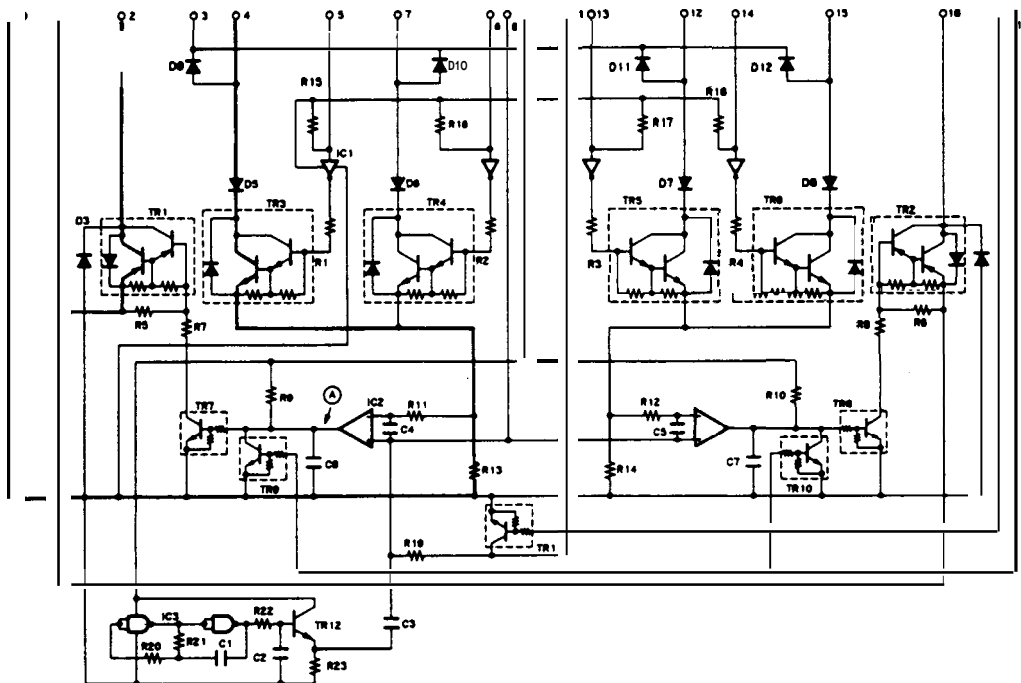 2 3 4 5 7 6 8 1 13 12 14 15 16
D9 D10 D11 D12
R15 R16 R17 R18
IC1
D5 D6 D7 D8
D3 TR1 TR3 TR4 TR5 TR6 TR2
R1 R2 R3 R4
R5 R7 R8 R6
A
R9 IC2 R11 R12 R10
TR7 C4 C5 TR8
C6 C7
TR9 R13 R14 TR10
R19 TR1
IC3 R22 TR12 C3
R20 R21 C1 C2 R23